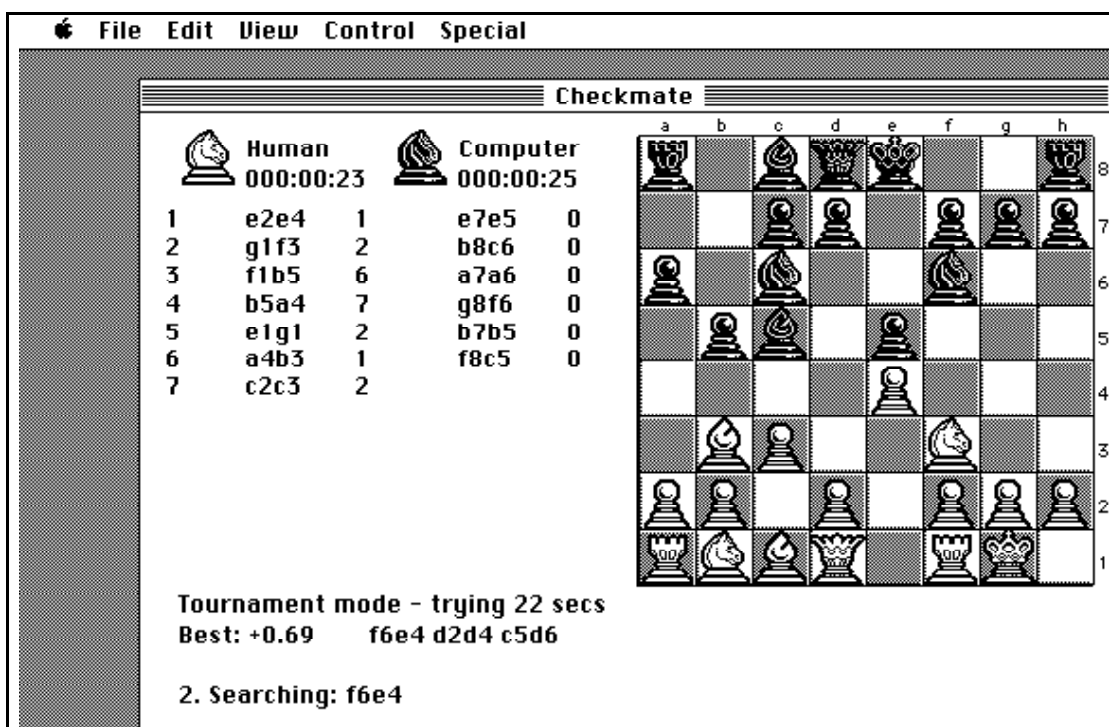 File Edit View Control Special
Checkmate
Human Computer
000:00:23 000:00:25
1 e2e4 1 e7e5 0
2 g1f3 2 b8c6 0
3 f1b5 6 a7a6 0
4 b5a4 7 g8f6 0
5 e1g1 2 b7b5 0
6 a4b3 1 f8c5 0
7 c2c3 2
a b c d e f g h
8
7
6
5
4
3
2
1
Tournament mode - trying 22 secs
Best: +0.69 f6e4 d2d4 c5d6
2. Searching: f6e4